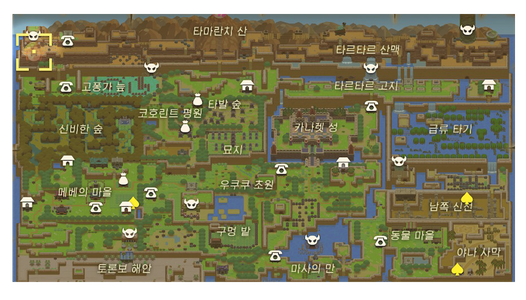 타마란치 산
타르타르 산맥
고퐁가 늪
타르타르 고지
타발 숲
코호린트 평원
신비한 숲
카나렛 성
급류 타기
묘지
우쿠쿠 초원
메베의 마을
남쪽 신전
구멍 밭
동물 마을
야나 사막
토론보 해안
마사의 만